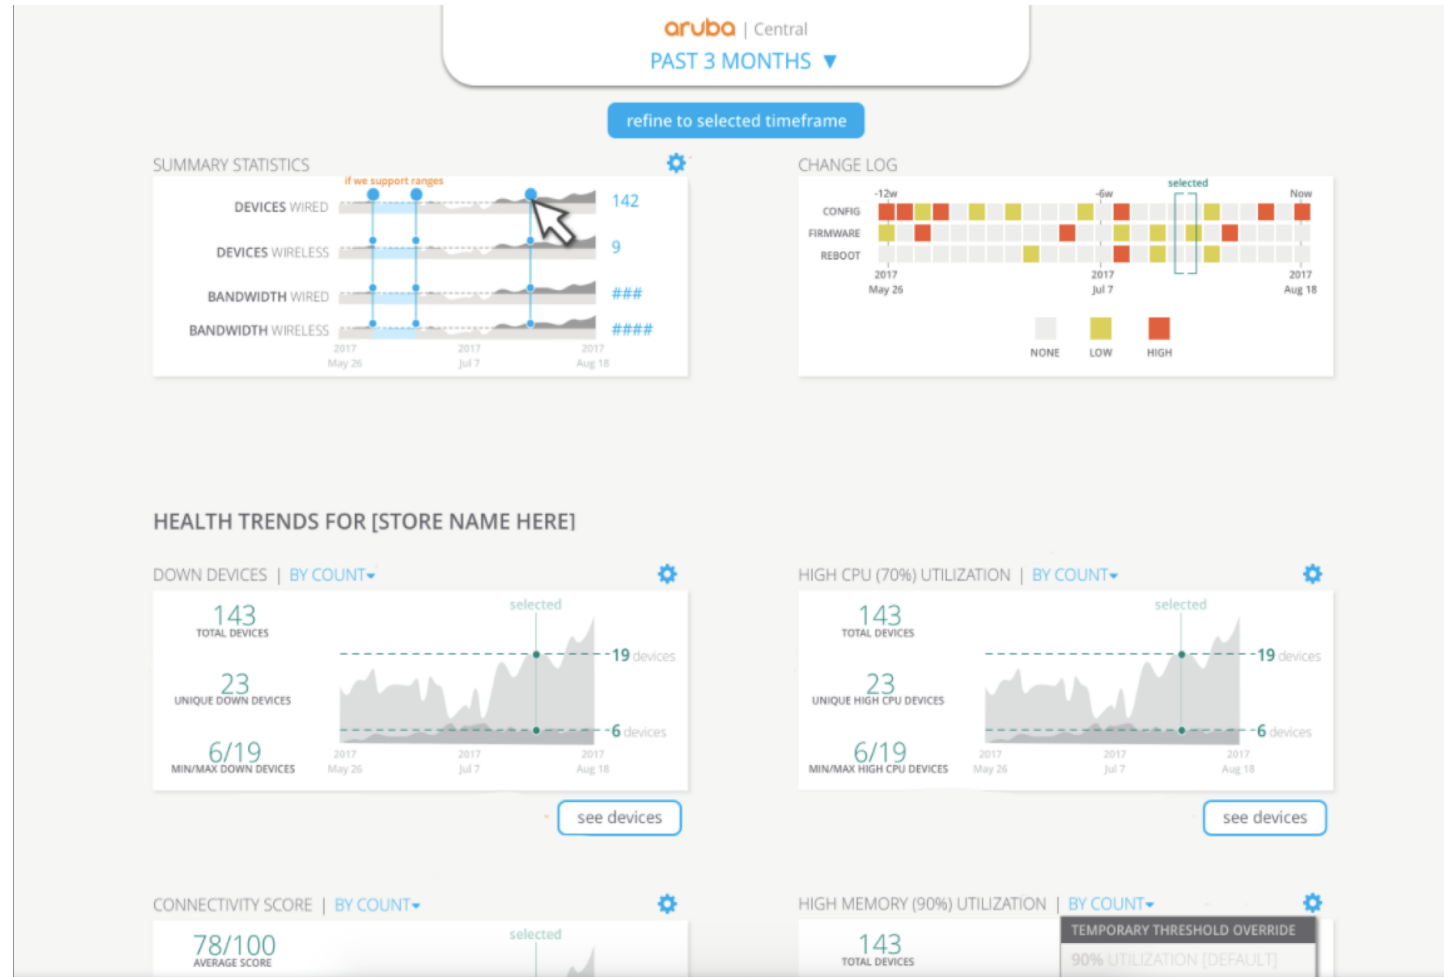 aruba | Central
PAST 3 MONTHS ▼
refine to selected timeframe
SUMMARY STATISTICS
if we support ranges
DEVICES WIRED 142
DEVICES WIRELESS 9
BANDWIDTH WIRED ###
BANDWIDTH WIRELESS ####
2017 2017 2017
May 26 Jul 7 Aug 18
CHANGE LOG
selected
-12w -6w Now
CONFIG
FIRMWARE
REBOOT
2017 2017 2017
May 26 Jul 7 Aug 18
NONE LOW HIGH
HEALTH TRENDS FOR [STORE NAME HERE]
DOWN DEVICES | BY COUNT
143
TOTAL DEVICES
23
UNIQUE DOWN DEVICES
6/19
MIN/MAX DOWN DEVICES
selected
19 devices
6 devices
2017 2017 2017
May 26 Jul 7 Aug 18
see devices
HIGH CPU (70%) UTILIZATION | BY COUNT
143
TOTAL DEVICES
23
UNIQUE HIGH CPU DEVICES
6/19
MIN/MAX HIGH CPU DEVICES
selected
19 devices
6 devices
2017 2017 2017
May 26 Jul 7 Aug 18
see devices
CONNECTIVITY SCORE | BY COUNT
78/100
AVERAGE SCORE
selected
HIGH MEMORY (90%) UTILIZATION | BY COUNT
143
TOTAL DEVICES
TEMPORARY THRESHOLD OVERRIDE
90% UTILIZATION [DEFAULT]